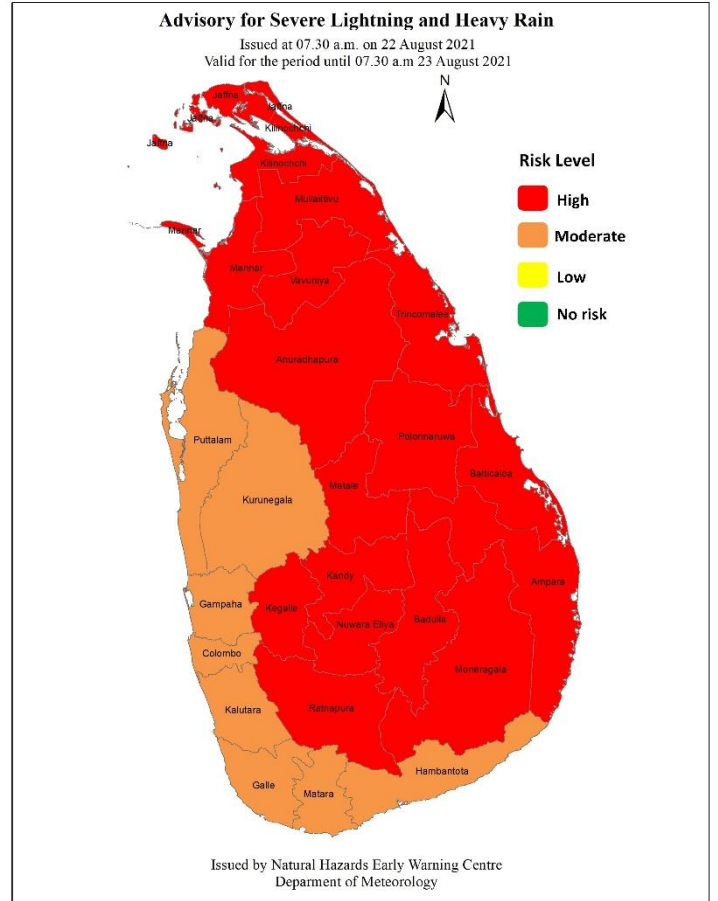 Advisory for Severe Lightning and Heavy Rain
Issued at 07.30 a.m. on 22 August 2021
Valid for the period until 07.30 a.m 23 August 2021
N
Jaffna
Jaffna
Jaffna
Kilinochchi
Jaffna
Kilinochchi
Risk Level
High
Moderate
Low
No risk
Mullaittivu
Mannar
Mannar
Vavuniya
Trincomalee
Anuradhapura
Puttalam
Polonnaruwa
Kurunegala
Matale
Batticaloa
Kandy
Ampara
Gampaha
Kegalle
Nuwara Eliya
Badulla
Colombo
Moneragala
Kalutara
Ratnapura
Hambantota
Galle
Matara
Issued by Natural Hazards Early Warning Centre
Deparment of Meteorology